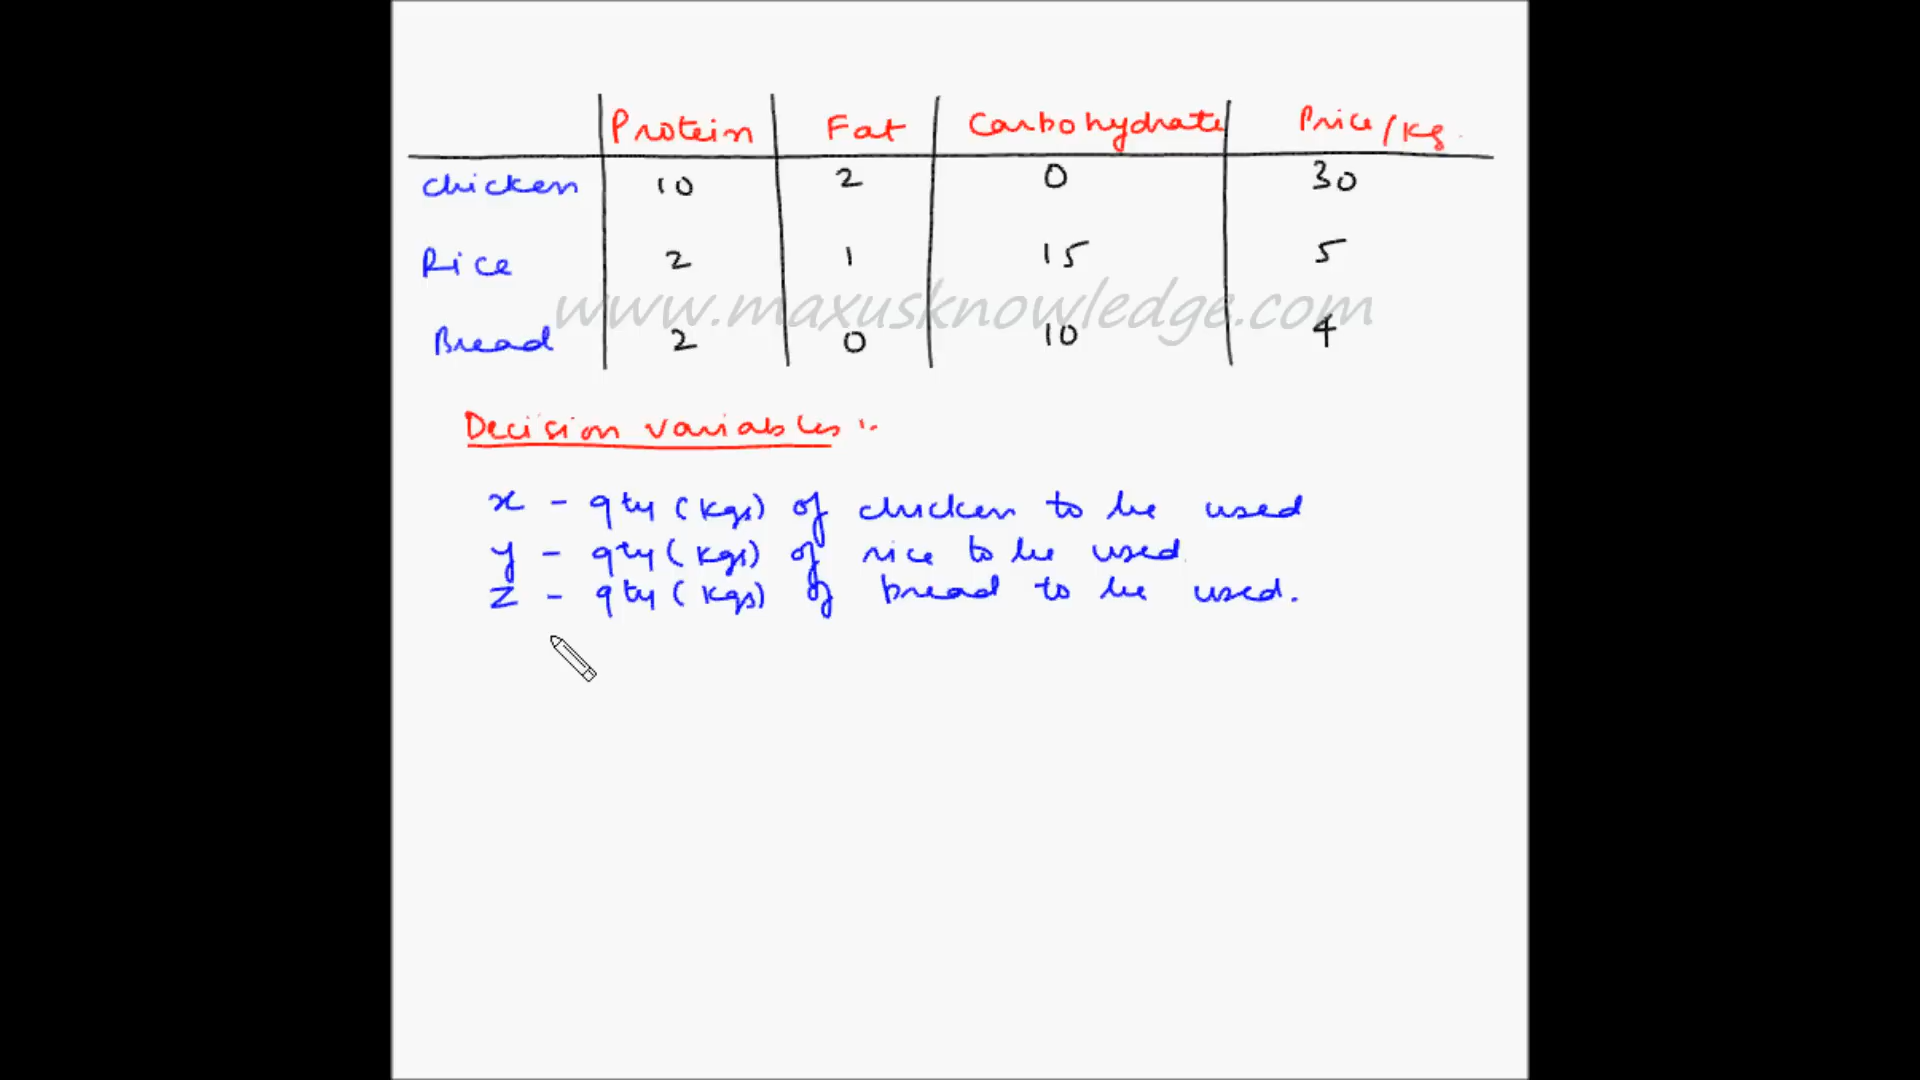 Protein Fat Carbohydrate Price/Kg.
chicken 10 2 0 30
Rice 2 1 15 5
www.maxusknowledge.com
Bread 2 0 10 4
Decision variables :-
x - qty (kgs) of chicken to be used
y - qty (kgs) of rice to be used.
z - qty (kgs) of bread to be used.